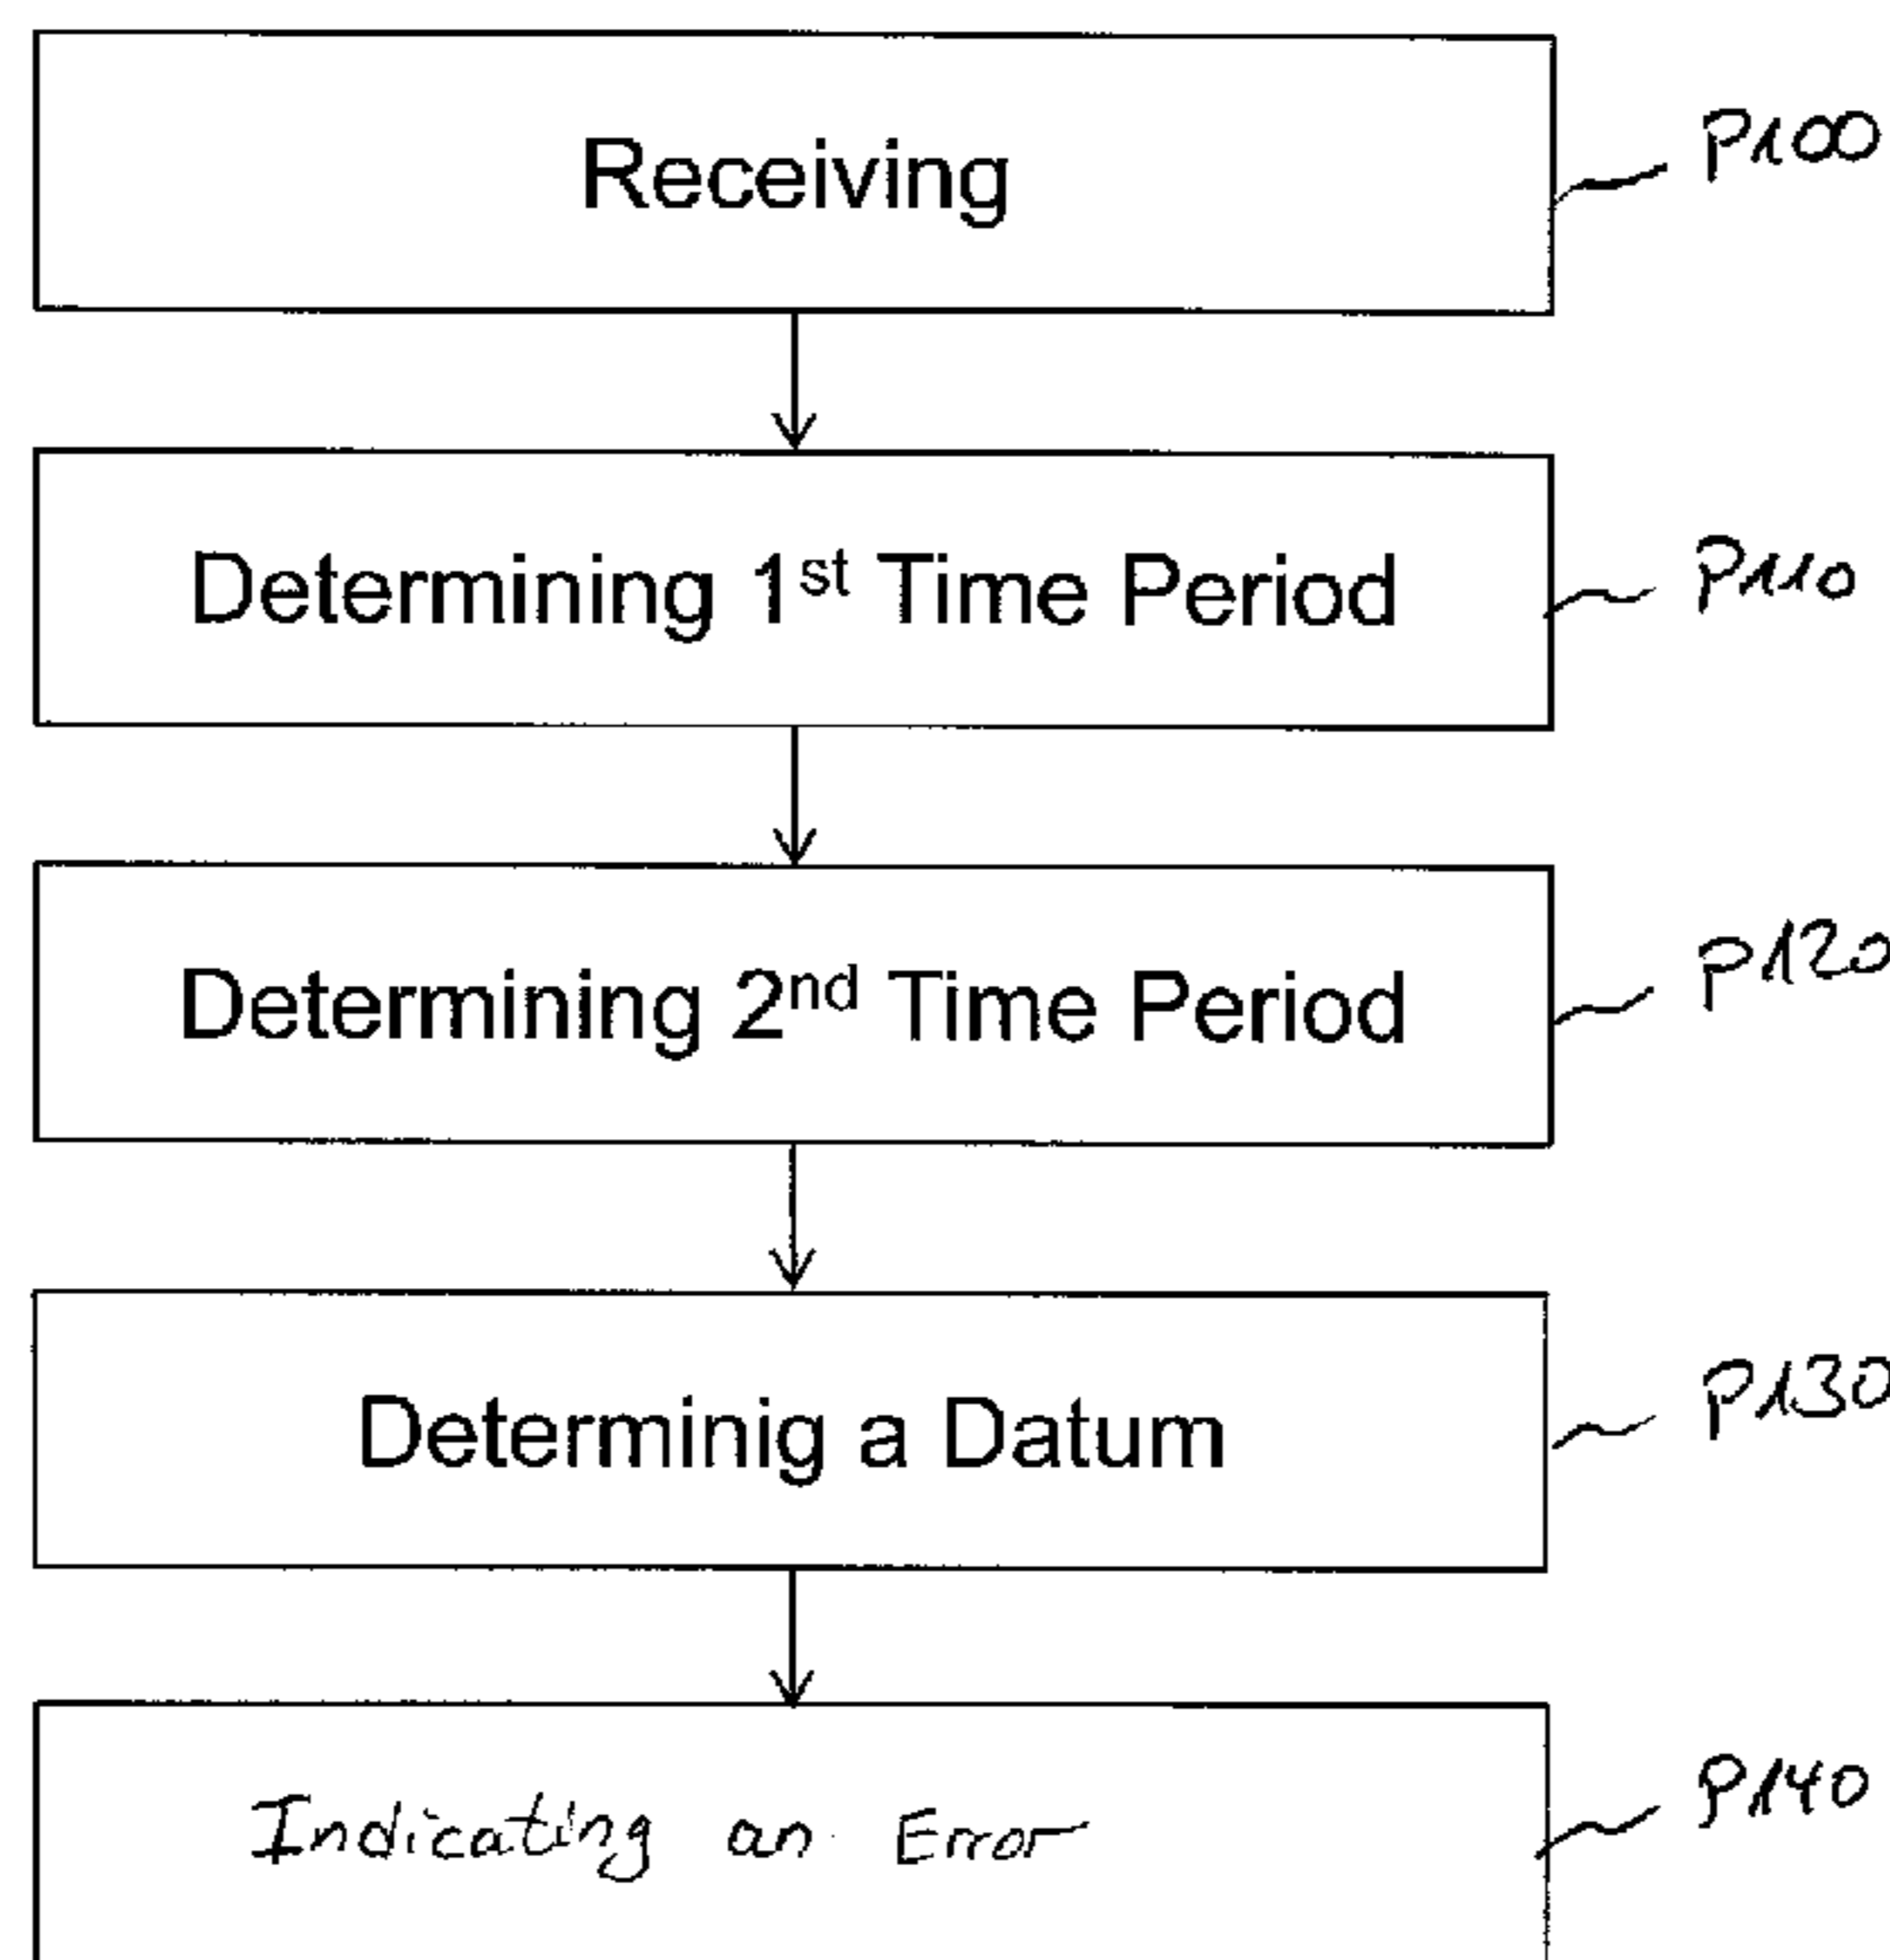 Receiving
P100
Determining 1st Time Period
P110
Determining 2nd Time Period
P120
Determinig a Datum
P130
Indicating an Error
P140